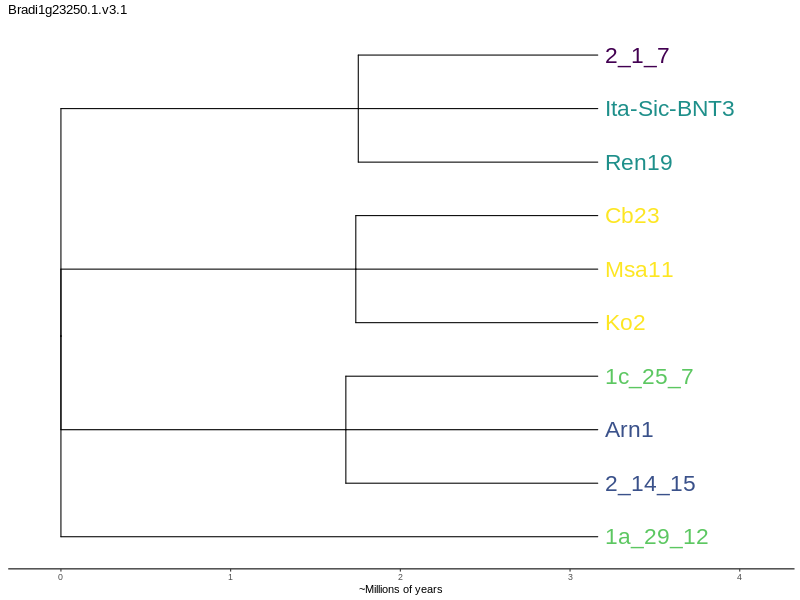 Bradi1g23250.1.v3.1
2_1_7
Ita-Sic-BNT3
Ren19
Cb23
Msa11
Ko2
1c_25_7
Arn1
2_14_15
1a_29_12
0 1 2 3 4
~Millions of years